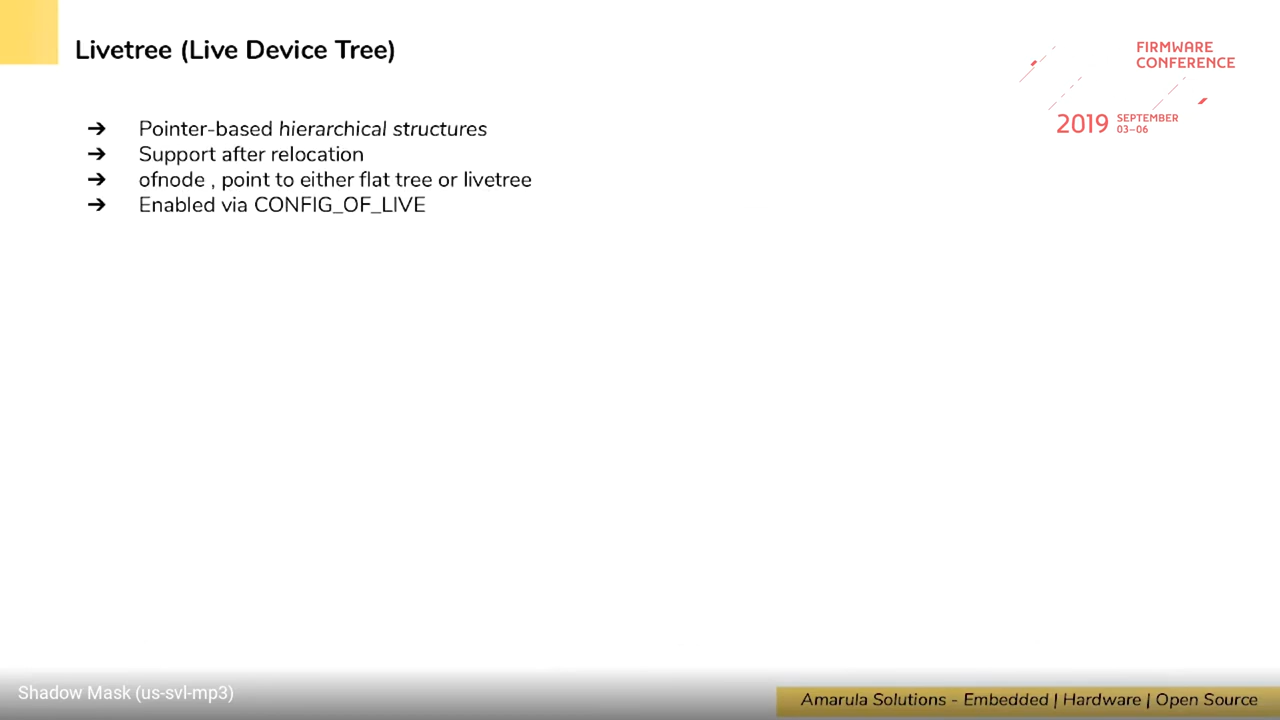 Livetree (Live Device Tree)
FIRMWARE
CONFERENCE
2019 SEPTEMBER
03–06
➔ Pointer-based hierarchical structures
➔ Support after relocation
➔ ofnode , point to either flat tree or livetree
➔ Enabled via CONFIG_OF_LIVE
Shadow Mask (us-svl-mp3)
Amarula Solutions - Embedded | Hardware | Open Source